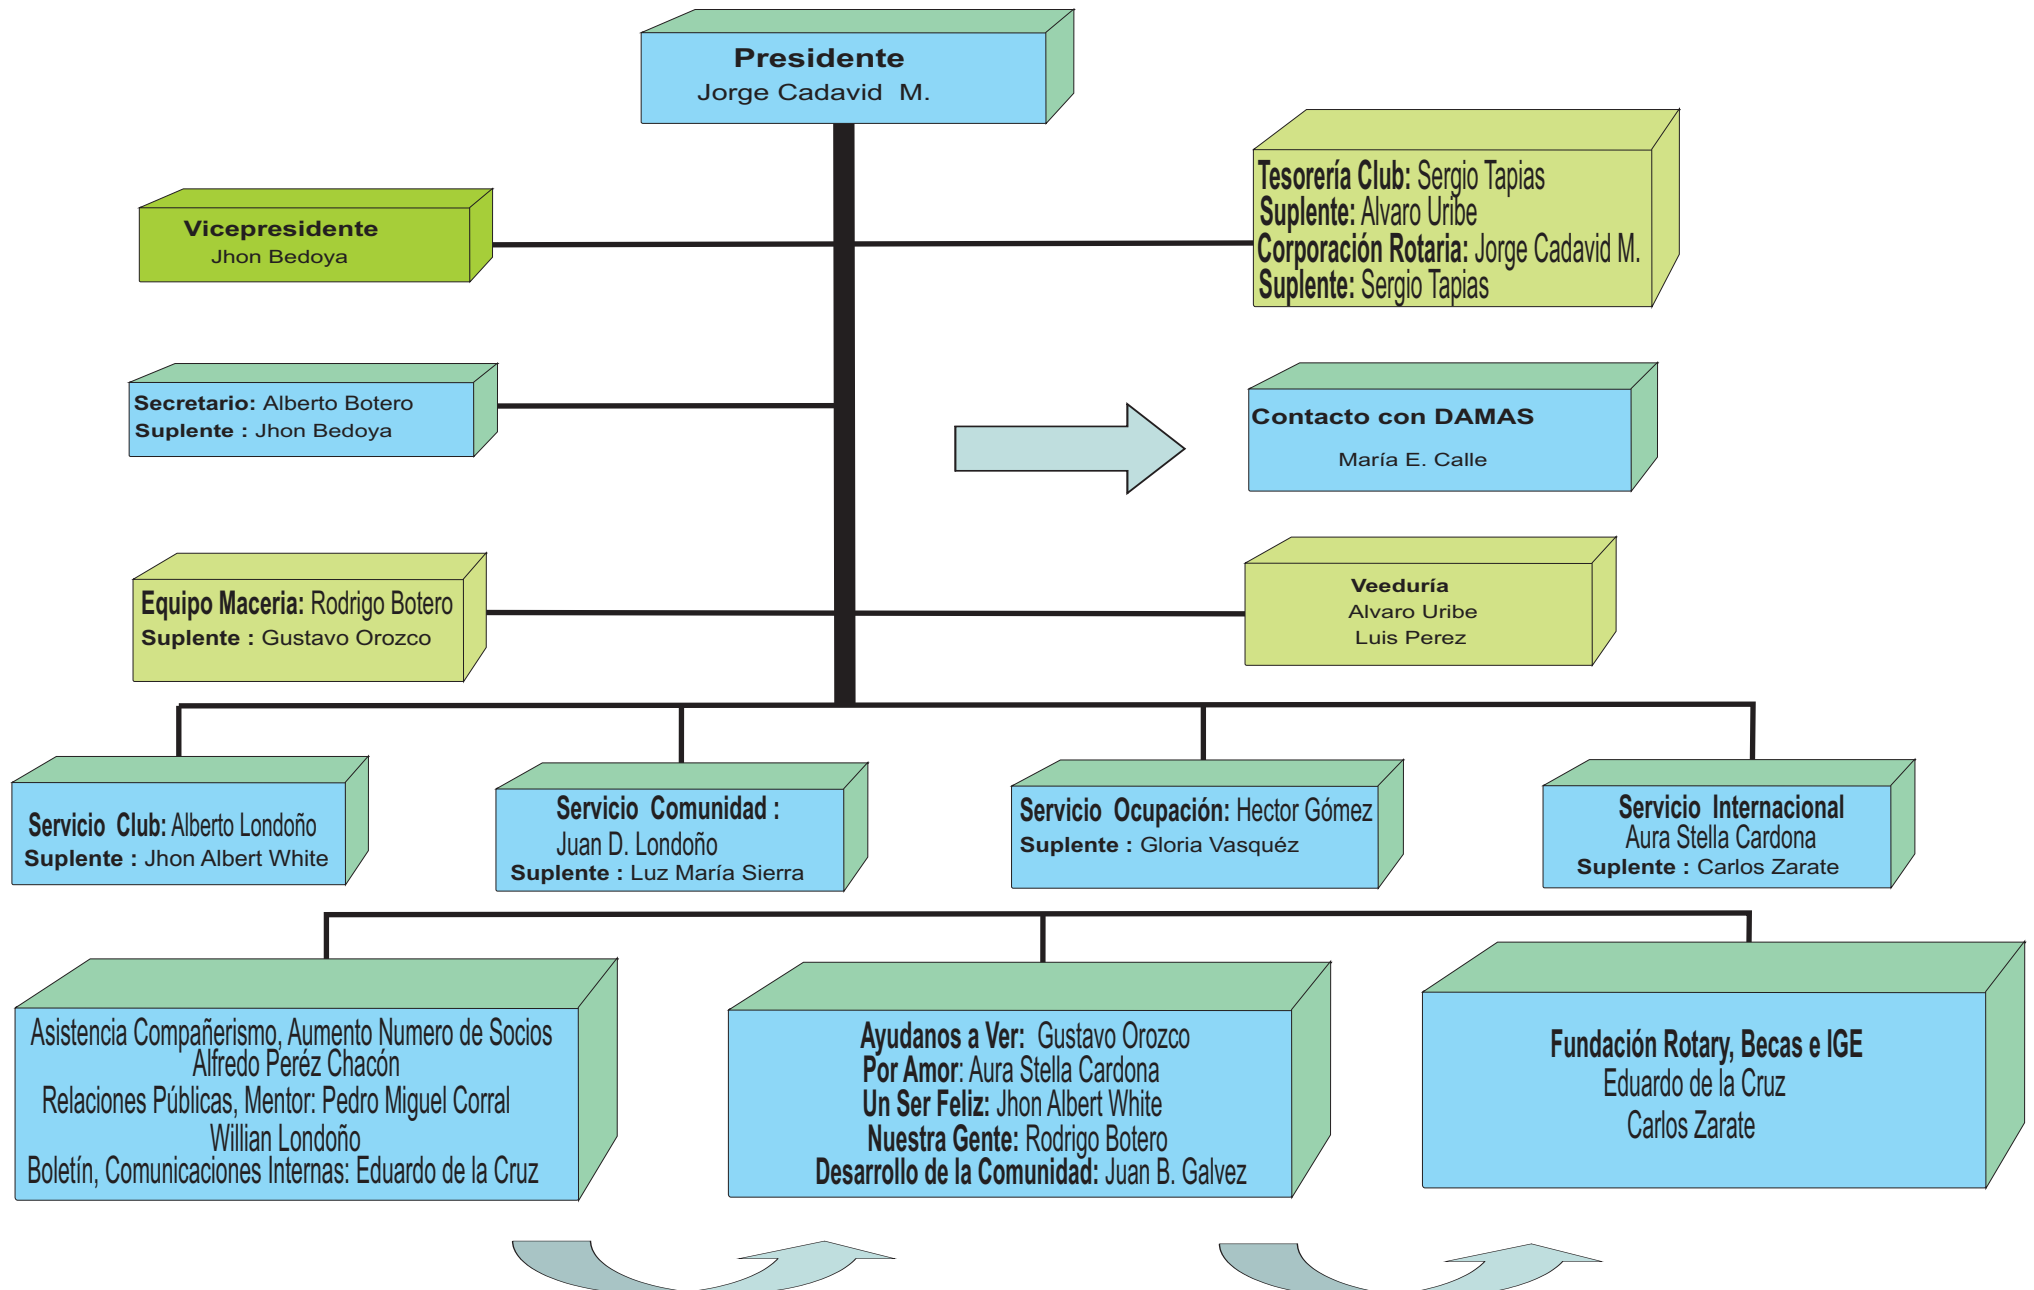 Presidente
Jorge Cadavid M.
Tesorería Club: Sergio Tapias
Suplente: Alvaro Uribe
Corporación Rotaria: Jorge Cadavid M.
Suplente: Sergio Tapias
Vicepresidente
Jhon Bedoya
Secretario: Alberto Botero
Suplente : Jhon Bedoya
Contacto con DAMAS
María E. Calle
Equipo Maceria: Rodrigo Botero
Suplente : Gustavo Orozco
Veeduría
Alvaro Uribe
Luis Perez
Servicio Club: Alberto Londoño
Suplente : Jhon Albert White
Servicio Comunidad :
Juan D. Londoño
Suplente : Luz María Sierra
Servicio Ocupación: Hector Gómez
Suplente : Gloria Vasquéz
Servicio Internacional
Aura Stella Cardona
Suplente : Carlos Zarate
Asistencia Compañerismo, Aumento Numero de Socios
Alfredo Peréz Chacón
Relaciones Públicas, Mentor: Pedro Miguel Corral
Willian Londoño
Boletín, Comunicaciones Internas: Eduardo de la Cruz
Ayudanos a Ver: Gustavo Orozco
Por Amor: Aura Stella Cardona
Un Ser Feliz: Jhon Albert White
Nuestra Gente: Rodrigo Botero
Desarrollo de la Comunidad: Juan B. Galvez
Fundación Rotary, Becas e IGE
Eduardo de la Cruz
Carlos Zarate